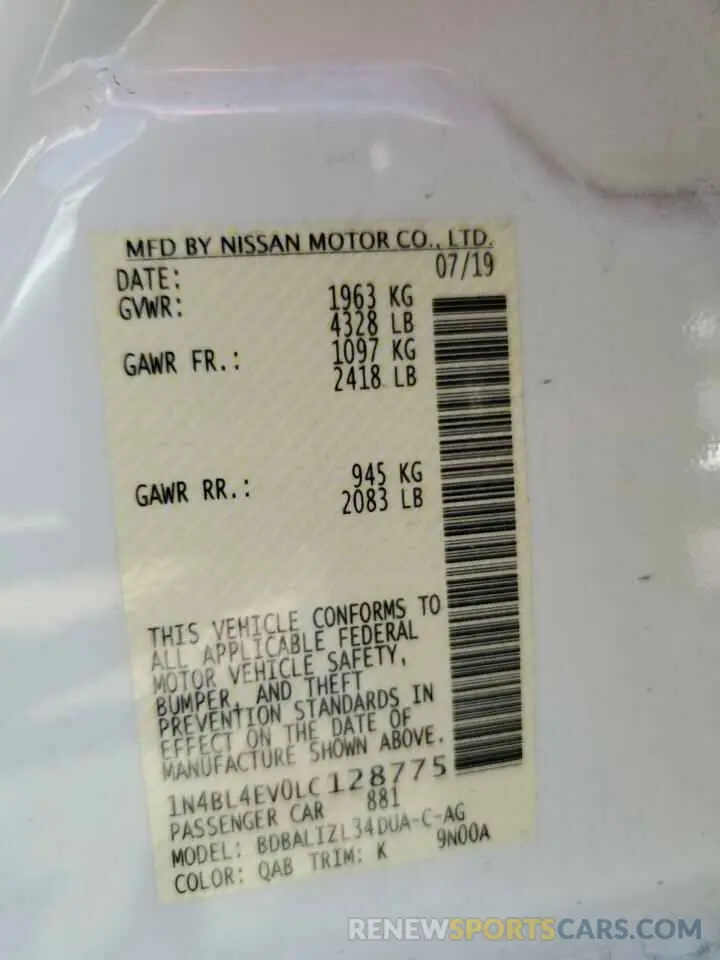 MFD BY NISSAN MOTOR CO., LTD.
DATE: 07/19
GVWR: 1963 KG
4328 LB
GAWR FR.: 1097 KG
2418 LB
GAWR RR.: 945 KG
2083 LB
THIS VEHICLE CONFORMS TO
ALL APPLICABLE FEDERAL
MOTOR VEHICLE SAFETY,
BUMPER, AND THEFT
PREVENTION STANDARDS IN
EFFECT ON THE DATE OF
MANUFACTURE SHOWN ABOVE.
1N4BL4EV0LC128775
PASSENGER CAR 881
MODEL: BDBALIZL34DUA-C-AG
COLOR: QAB TRIM: K 9N00A
RENEWSPORTSCARS.COM